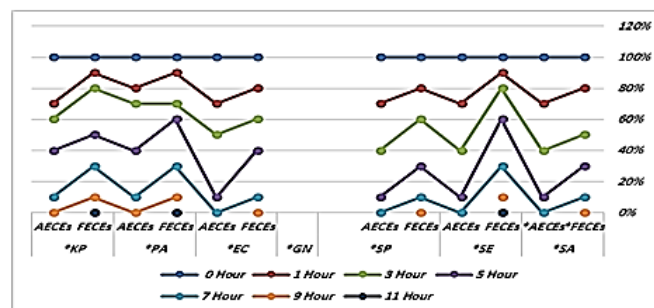 120%
100%
80%
60%
40%
20%
0%
AECEs FECEs AECEs FECEs AECEs FECEs AECEs FECEs AECEs FECEs *AECEs*FECEs
*KP *PA *EC *GN *SP *SE *SA
0 Hour 1 Hour 3 Hour 5 Hour
7 Hour 9 Hour 11 Hour